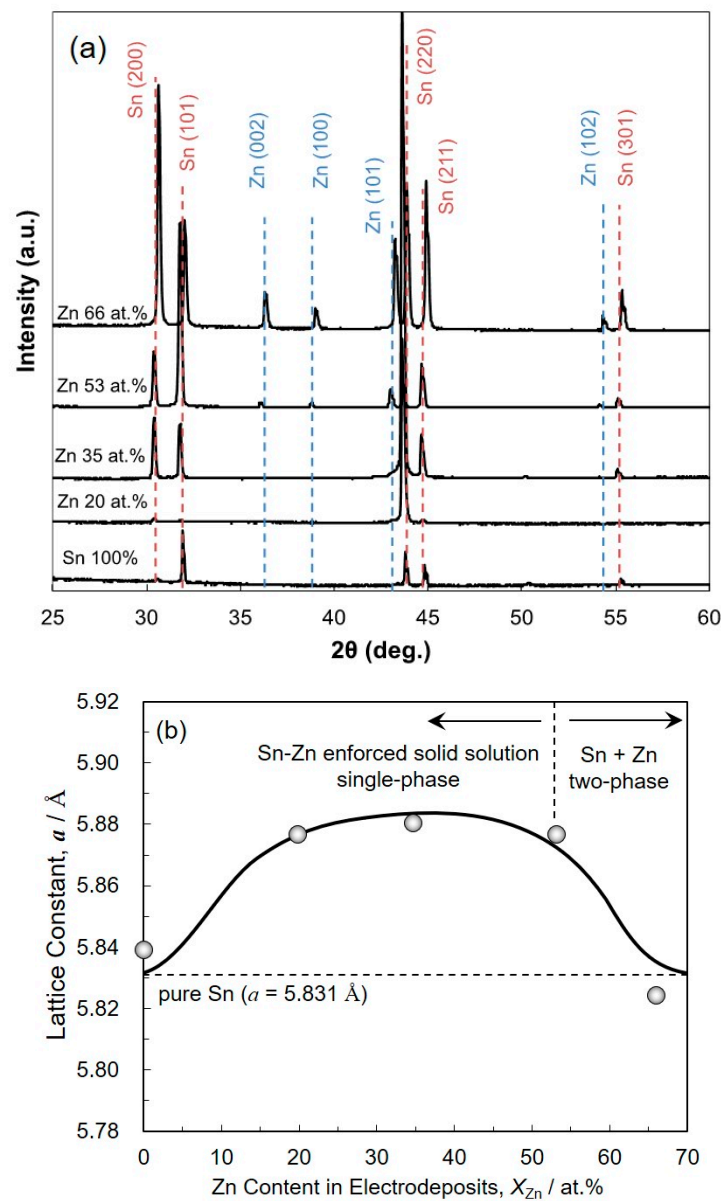 (a)
Sn (200)
Sn (101)
Zn (002)
Zn (100)
Zn (101)
Sn (220)
Sn (211)
Zn (102)
Sn (301)
Intensity (a.u.)
Zn 66 at.%
Zn 53 at.%
Zn 35 at.%
Zn 20 at.%
Sn 100%
25 30 35 40 45 50 55 60
2θ (deg.)
(b)
5.92
5.90
5.88
5.86
5.84
5.82
5.80
5.78
Lattice Constant, a / Å
Sn-Zn enforced solid solution
single-phase
Sn + Zn
two-phase
pure Sn (a = 5.831 Å)
0 10 20 30 40 50 60 70
Zn Content in Electrodeposits, XZn / at.%